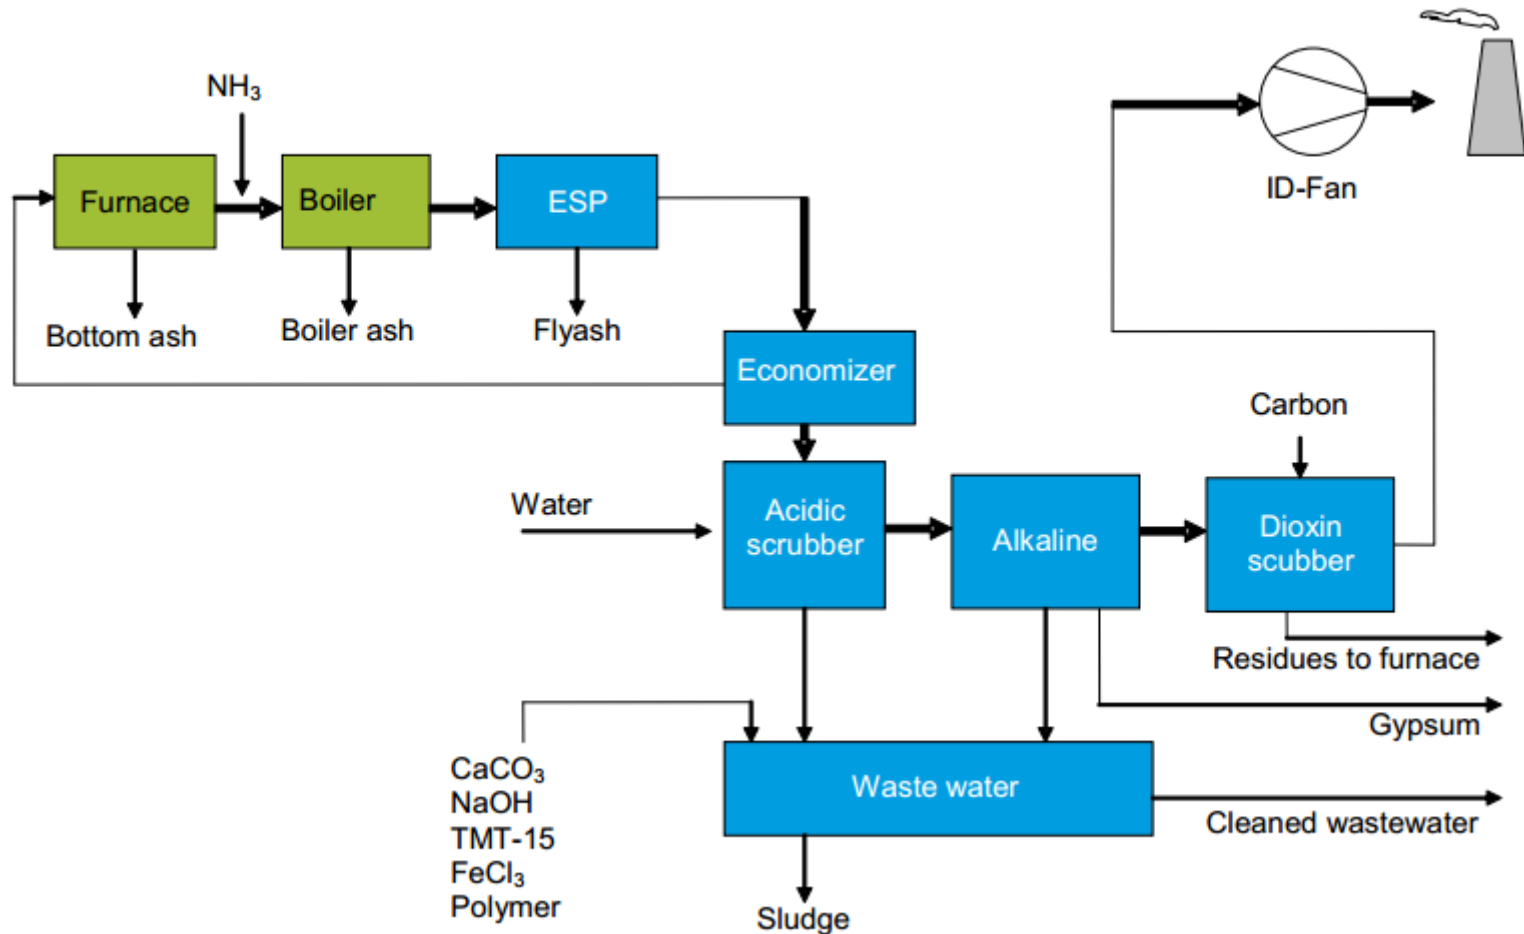 NH₃
Furnace
Boiler
ESP
ID-Fan
Bottom ash
Boiler ash
Flyash
Economizer
Carbon
Water
Acidic
scrubber
Alkaline
Dioxin
scubber
Residues to furnace
Gypsum
CaCO₃
NaOH
TMT-15
FeCl₃
Polymer
Waste water
Cleaned wastewater
Sludge